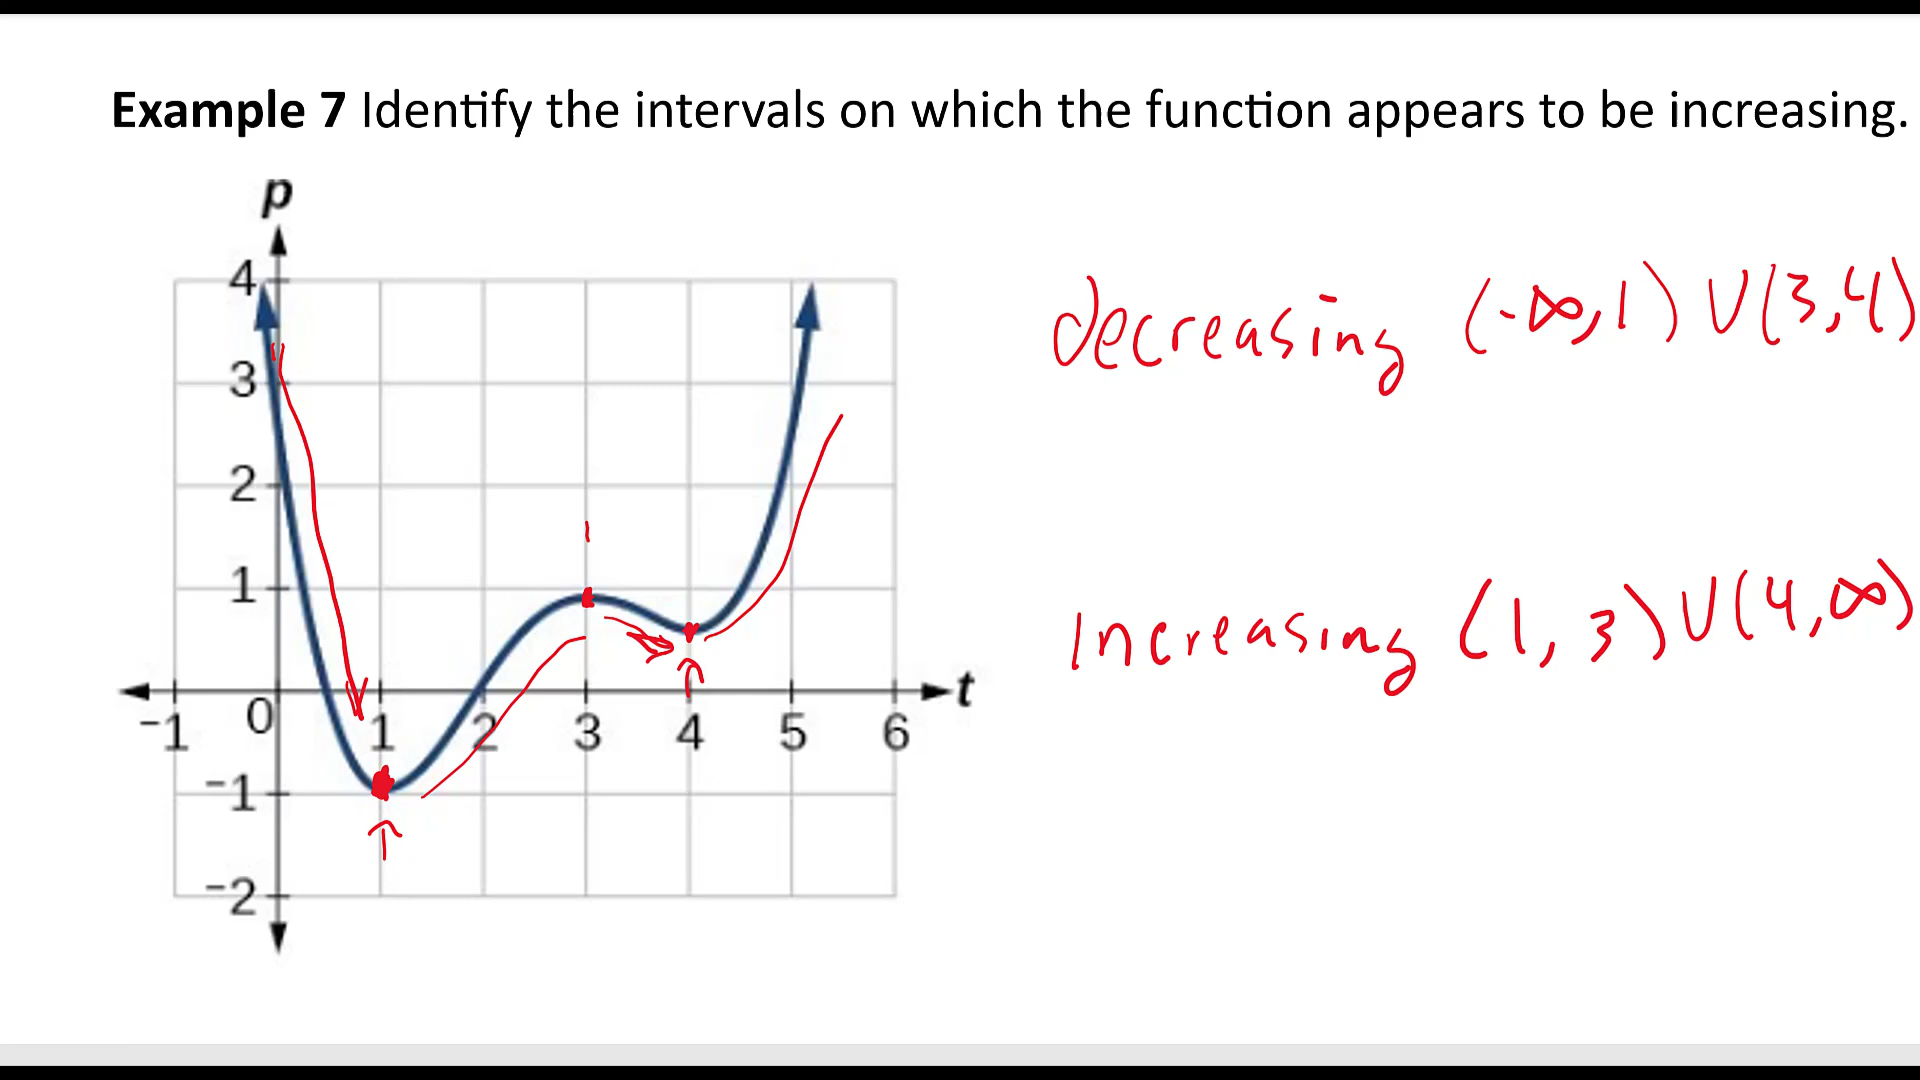 Example 7 Identify the intervals on which the function appears to be increasing.
p
4
3
2
1
−1 0 1 2 3 4 5 6 t
−1
−2
decreasing (-∞,1) ∪ (3,4)
Increasing (1, 3) ∪ (4,∞)